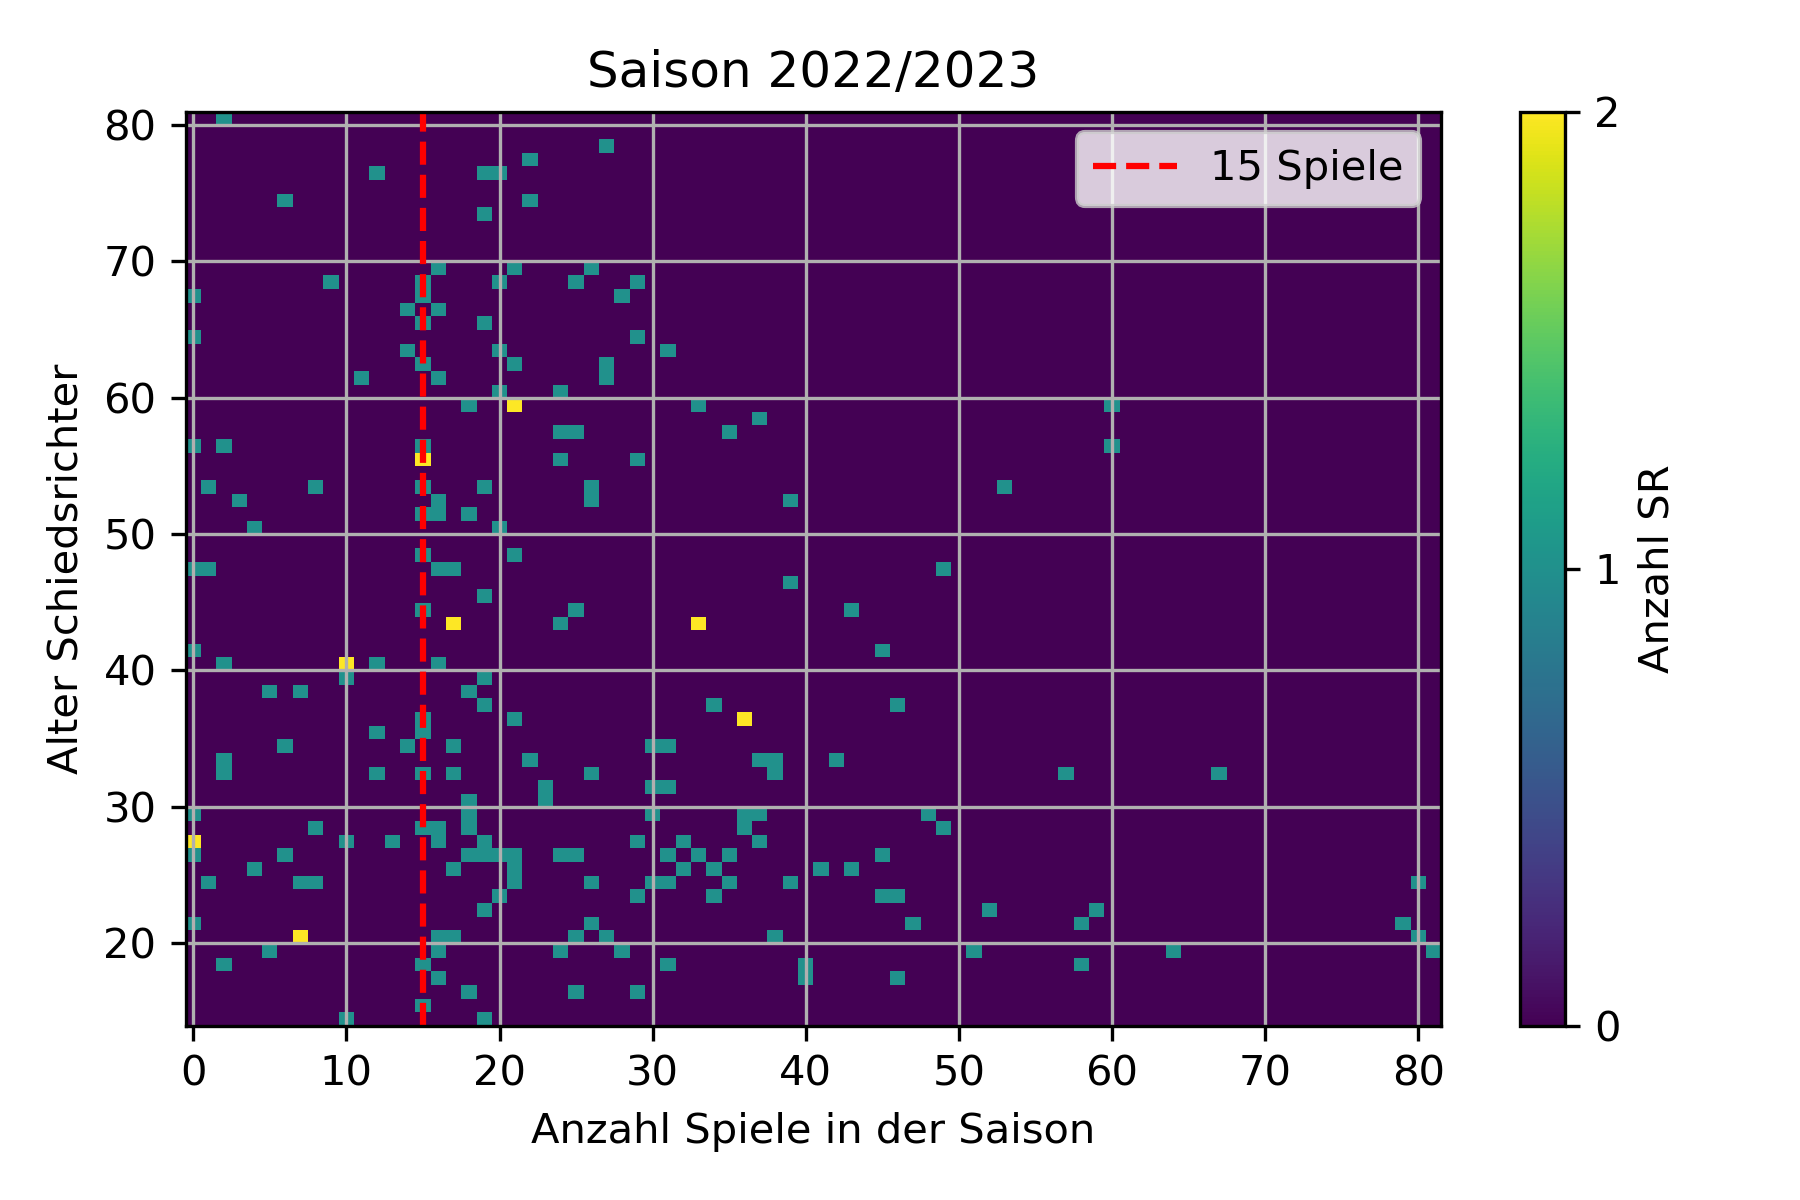 Saison 2022/2023
15 Spiele
80
70
60
50
40
30
20
Alter Schiedsrichter
0 10 20 30 40 50 60 70 80
Anzahl Spiele in der Saison
2
1
0
Anzahl SR